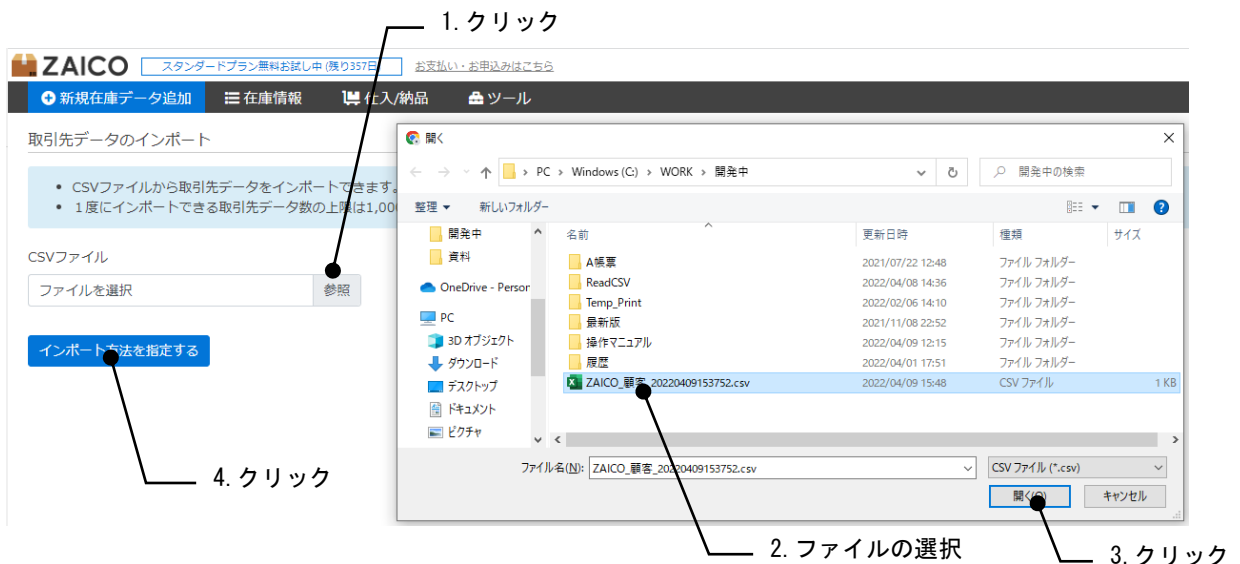 1.クリック
ZAICO スタンダードプラン無料お試し中 (残り357日 お支払い・お申込みはこちら
新規在庫データ追加 在庫情報 仕入/納品 ツール
取引先データのインポート
• CSVファイルから取引先データをインポートできます。
• 1度にインポートできる取引先データ数の上限は1,00
CSVファイル
ファイルを選択 参照
インポート方法を指定する
4.クリック
開く
PC › Windows (C:) › WORK › 開発中
開発中の検索
整理 新しいフォルダー
開発中
資料
OneDrive - Person
PC
3D オブジェクト
ダウンロード
デスクトップ
ドキュメント
ピクチャ
名前 更新日時 種類 サイズ
A帳票 2021/07/22 12:48 ファイル フォルダー
ReadCSV 2022/04/08 14:36 ファイル フォルダー
Temp_Print 2022/02/06 14:10 ファイル フォルダー
最新版 2021/11/08 22:52 ファイル フォルダー
操作マニュアル 2022/04/09 12:15 ファイル フォルダー
履歴 2022/04/01 17:51 ファイル フォルダー
ZAICO_顧客_20220409153752.csv 2022/04/09 15:48 CSV ファイル 1 KB
ファイル名(N): ZAICO_顧客_20220409153752.csv CSV ファイル (*.csv)
開く(O) キャンセル
2.ファイルの選択
3.クリック